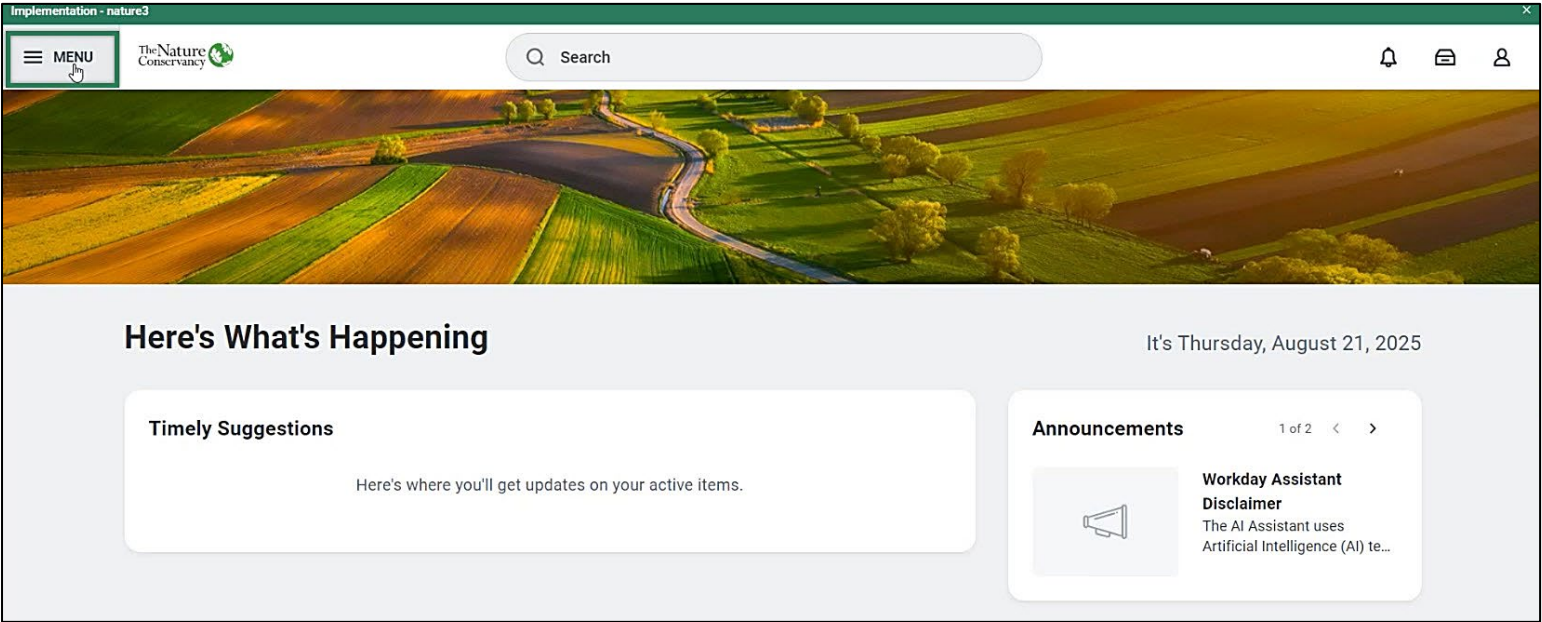 Implementation - nature3
MENU
The Nature
Conservancy
Search
Here's What's Happening
It's Thursday, August 21, 2025
Timely Suggestions
Here's where you'll get updates on your active items.
Announcements
1 of 2
Workday Assistant
Disclaimer
The AI Assistant uses
Artificial Intelligence (AI) te...